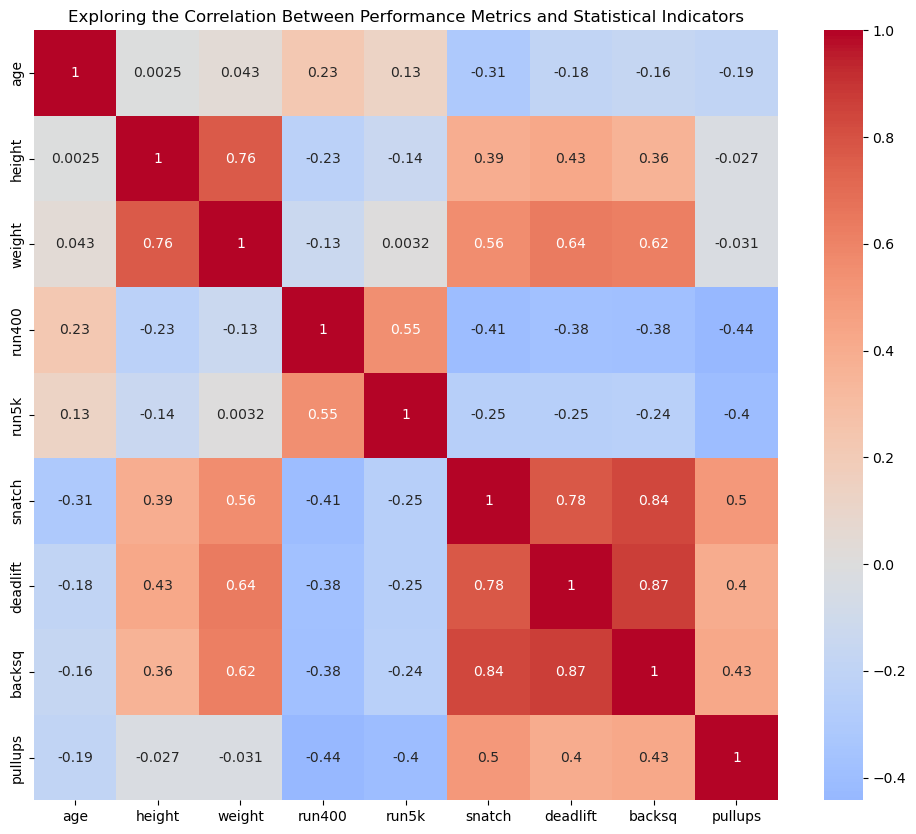 Exploring the Correlation Between Performance Metrics and Statistical Indicators
age 1 0.0025 0.043 0.23 0.13 -0.31 -0.18 -0.16 -0.19
height 0.0025 1 0.76 -0.23 -0.14 0.39 0.43 0.36 -0.027
weight 0.043 0.76 1 -0.13 0.0032 0.56 0.64 0.62 -0.031
run400 0.23 -0.23 -0.13 1 0.55 -0.41 -0.38 -0.38 -0.44
run5k 0.13 -0.14 0.0032 0.55 1 -0.25 -0.25 -0.24 -0.4
snatch -0.31 0.39 0.56 -0.41 -0.25 1 0.78 0.84 0.5
deadlift -0.18 0.43 0.64 -0.38 -0.25 0.78 1 0.87 0.4
backsq -0.16 0.36 0.62 -0.38 -0.24 0.84 0.87 1 0.43
pullups -0.19 -0.027 -0.031 -0.44 -0.4 0.5 0.4 0.43 1
age height weight run400 run5k snatch deadlift backsq pullups
1.0
0.8
0.6
0.4
0.2
0.0
−0.2
−0.4